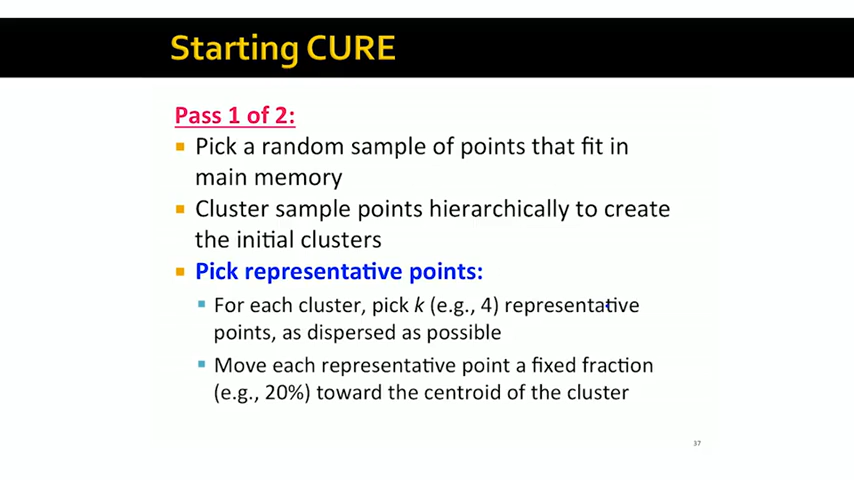 Starting CURE
Pass 1 of 2:
Pick a random sample of points that fit in
main memory
Cluster sample points hierarchically to create
the initial clusters
Pick representative points:
For each cluster, pick k (e.g., 4) representative
points, as dispersed as possible
Move each representative point a fixed fraction
(e.g., 20%) toward the centroid of the cluster
37